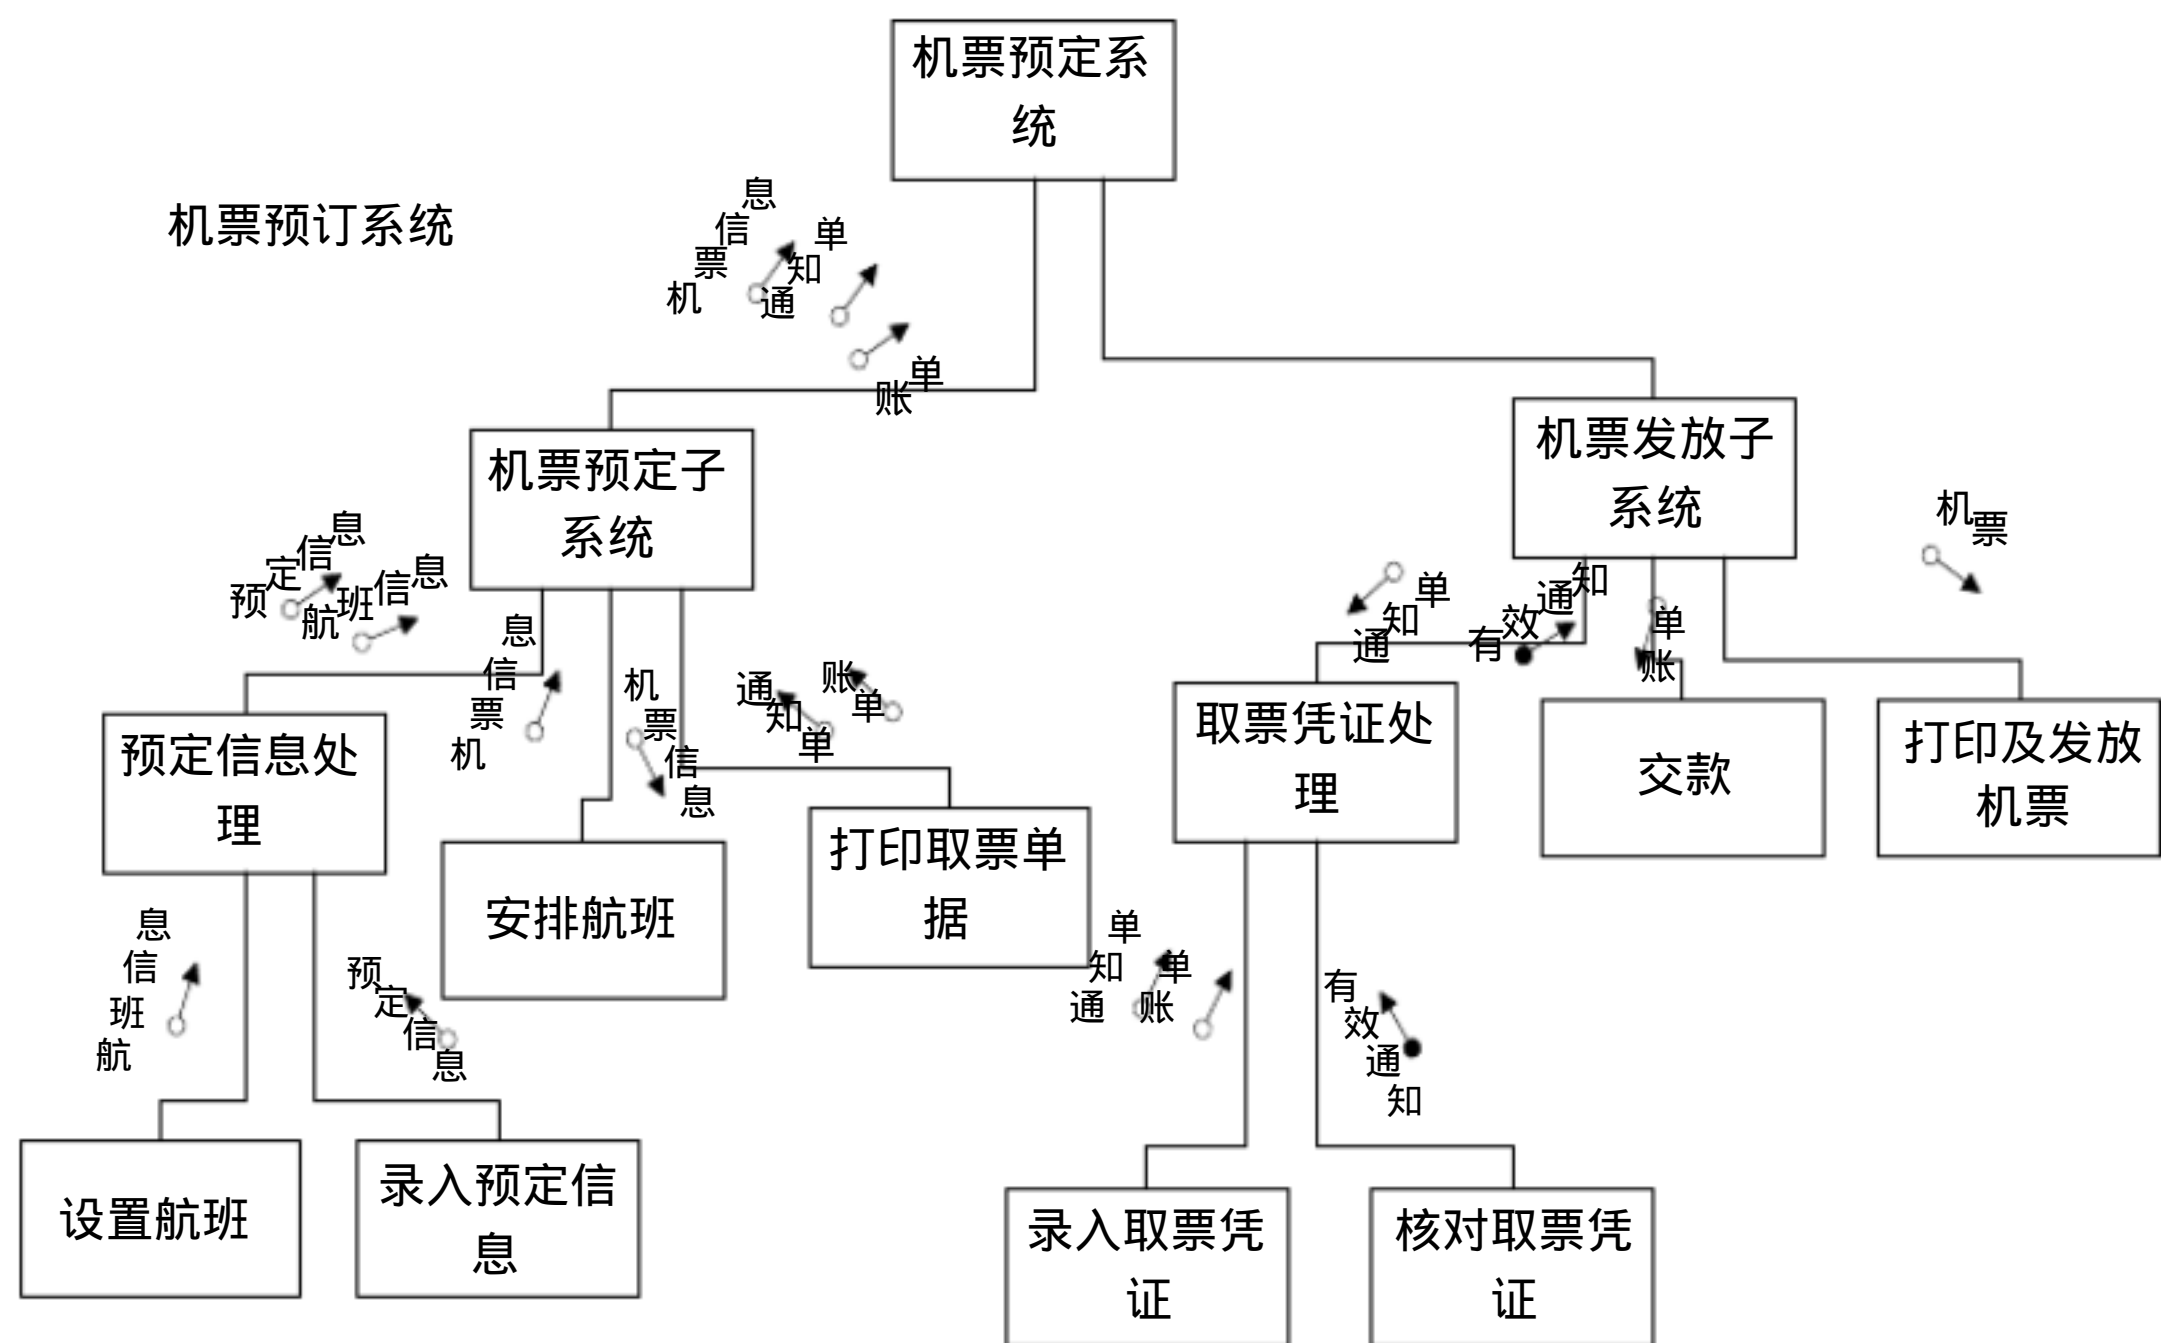 机票预定系
统
机票预订系统
机票信息
通知单
账单
机票预定子
系统
机票发放子
系统
机票
预定信息
航班信息
机票信息
机票信息
通知单
账单
通知单
有效通知
账单
预定信息处
理
安排航班
打印取票单
据
取票凭证处
理
交款
打印及发放
机票
航班信息
预定信息
通知单
账单
有效通知
设置航班
录入预定信
息
录入取票凭
证
核对取票凭
证